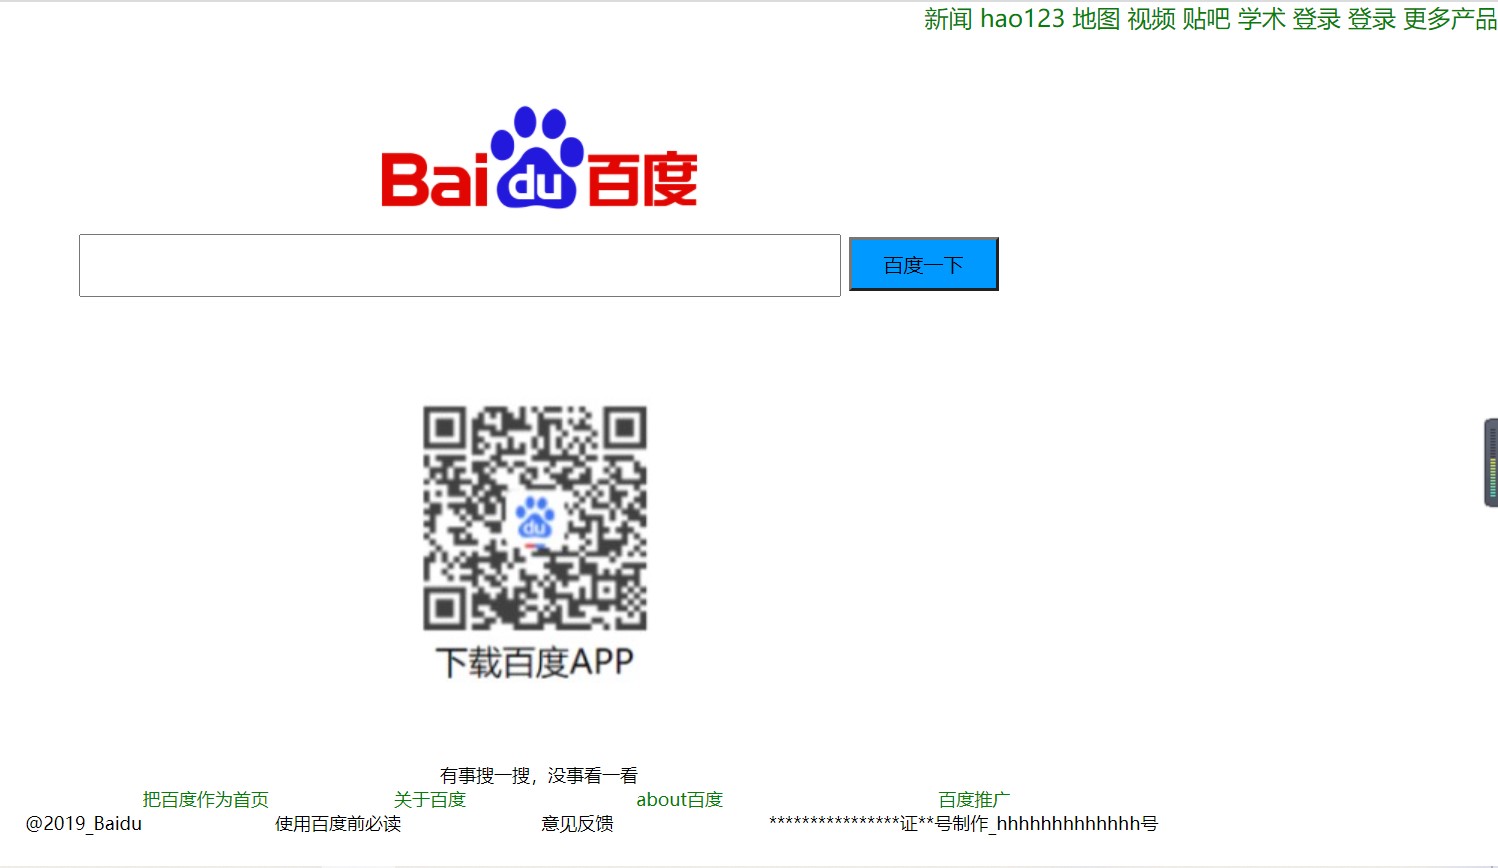 新闻 hao123 地图 视频 贴吧 学术 登录 登录 更多产品
Bai du 百度
百度一下
du
下载百度APP
有事搜一搜，没事看一看
把百度作为首页 关于百度 about百度 百度推广
@2019_Baidu 使用百度前必读 意见反馈 ****************证**号制作_hhhhhhhhhhhhh号